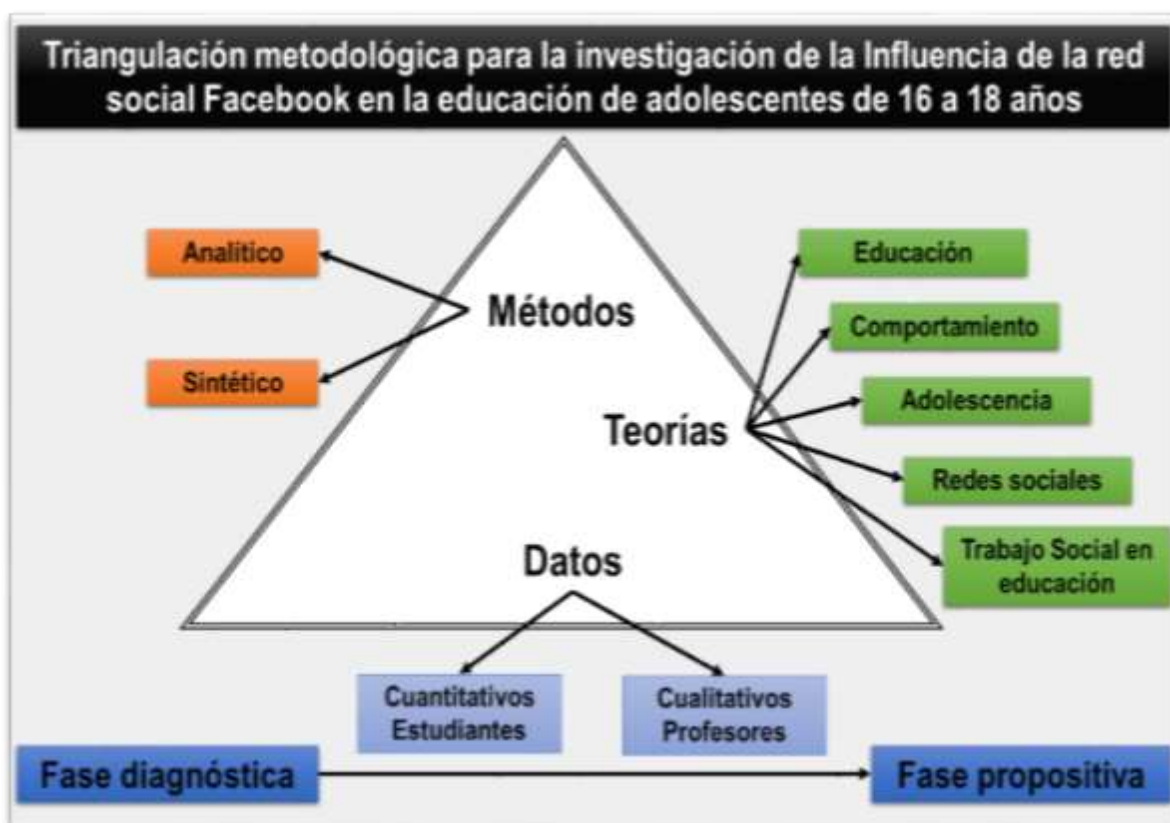 Triangulación metodológica para la investigación de la Influencia de la red
social Facebook en la educación de adolescentes de 16 a 18 años
Analítico
Sintético
Métodos
Educación
Comportamiento
Adolescencia
Redes sociales
Trabajo Social en
educación
Teorías
Datos
Cuantitativos
Estudiantes
Cualitativos
Profesores
Fase diagnóstica
Fase propositiva